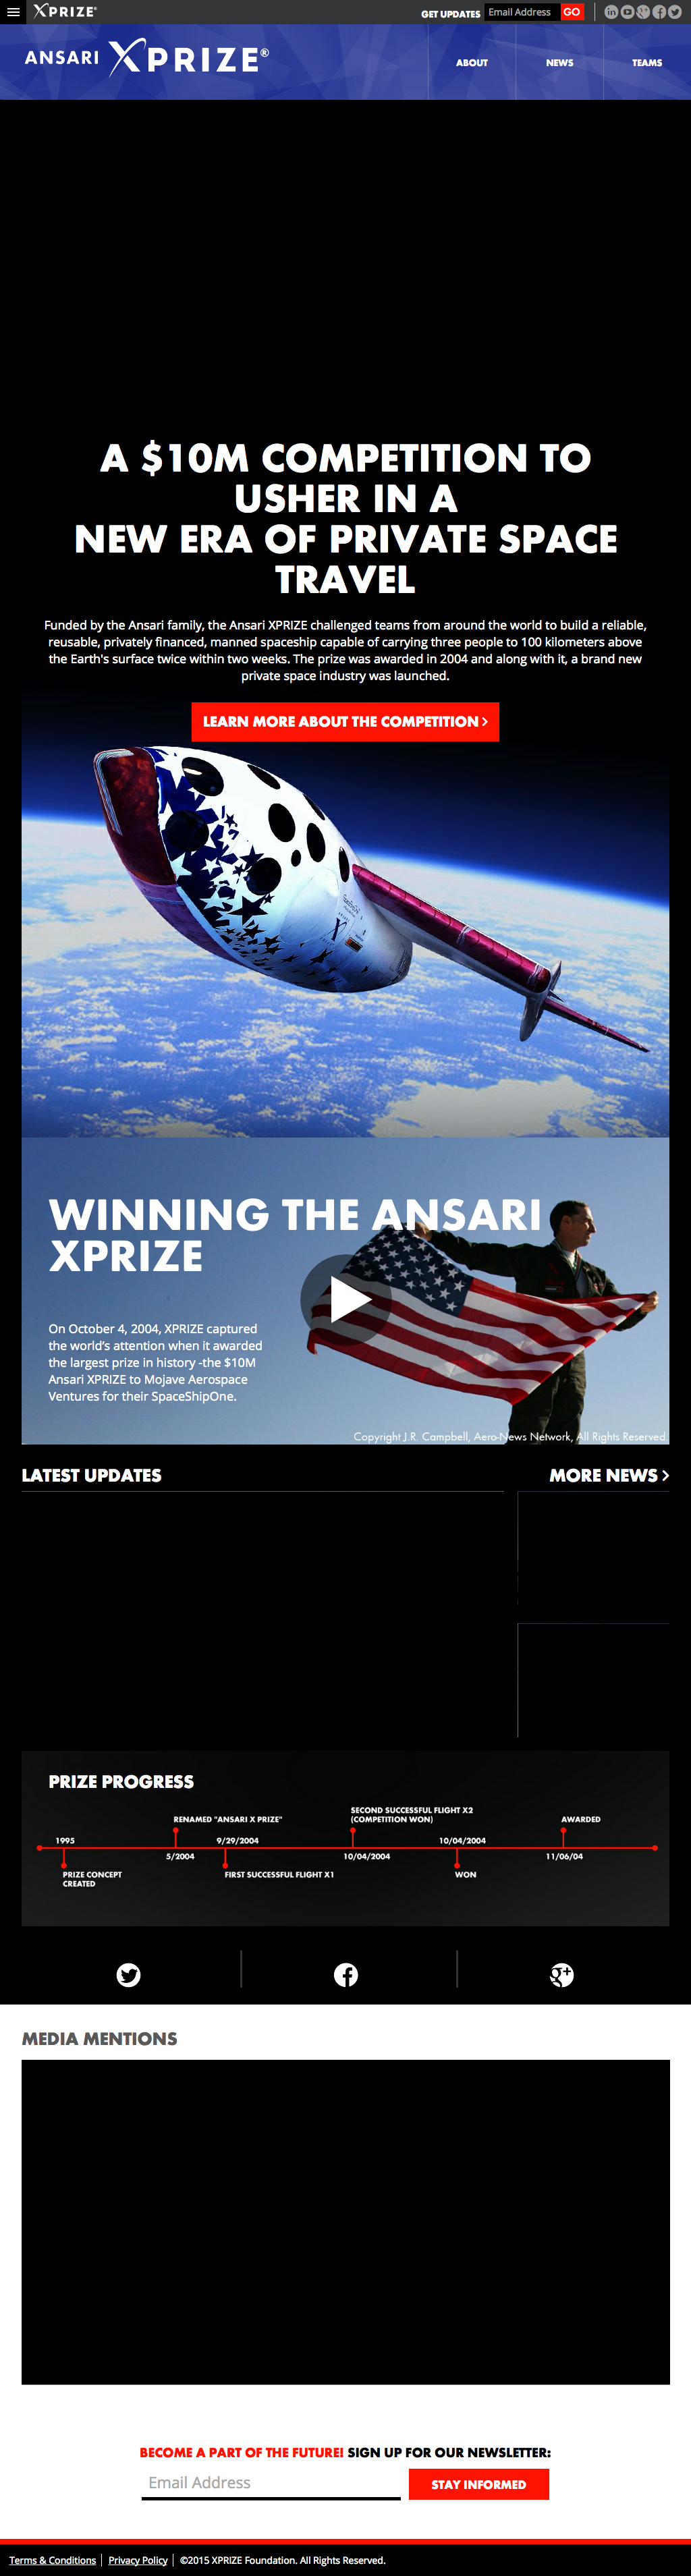 XPRIZE
GET UPDATES Email Address GO
ANSARI XPRIZE®
ABOUT NEWS TEAMS
A $10M COMPETITION TO
USHER IN A
NEW ERA OF PRIVATE SPACE
TRAVEL
Funded by the Ansari family, the Ansari XPRIZE challenged teams from around the world to build a reliable,
reusable, privately financed, manned spaceship capable of carrying three people to 100 kilometers above
the Earth's surface twice within two weeks. The prize was awarded in 2004 and along with it, a brand new
private space industry was launched.
LEARN MORE ABOUT THE COMPETITION >
WINNING THE ANSARI
XPRIZE
On October 4, 2004, XPRIZE captured
the world's attention when it awarded
the largest prize in history -the $10M
Ansari XPRIZE to Mojave Aerospace
Ventures for their SpaceShipOne.
Copyright J.R. Campbell, Aero-News Network, All Rights Reserved
LATEST UPDATES MORE NEWS >
PRIZE PROGRESS
1995
PRIZE CONCEPT
CREATED
RENAMED "ANSARI X PRIZE"
5/2004
9/29/2004
FIRST SUCCESSFUL FLIGHT X1
SECOND SUCCESSFUL FLIGHT X2
(COMPETITION WON)
10/04/2004
10/04/2004
WON
AWARDED
11/06/04
MEDIA MENTIONS
BECOME A PART OF THE FUTURE! SIGN UP FOR OUR NEWSLETTER:
Email Address STAY INFORMED
Terms & Conditions Privacy Policy ©2015 XPRIZE Foundation. All Rights Reserved.